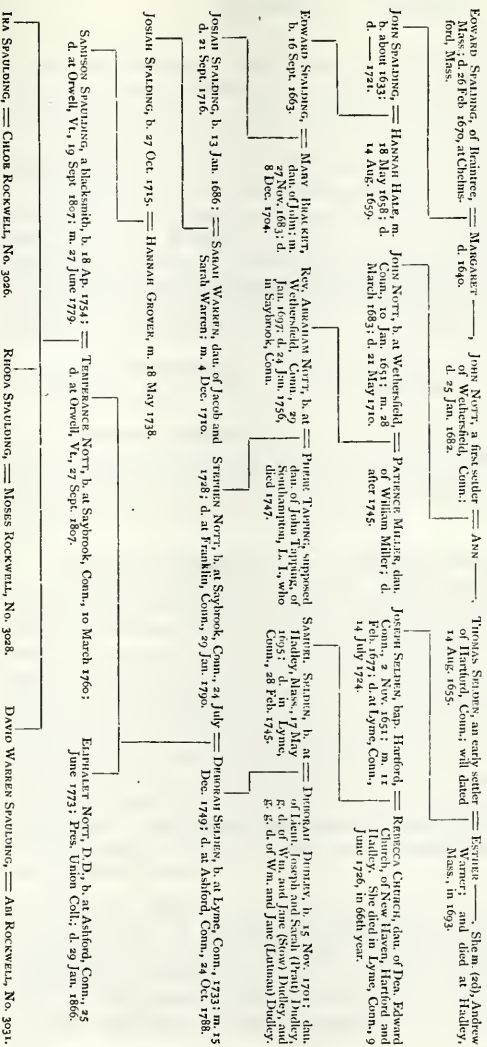 EDWARD SPALDING, of Braintree,
Mass.; d. 26 Feb. 1670, at Chelms-
ford, Mass.
= MARGARET ——,
d. 1640.
JOHN NOTT, a first settler
of Wethersfield, Conn.;
d. 25 Jan. 1682.
= ANN ——.
THOMAS SELDEN, an early settler
of Hartford, Conn.; will dated
14 Aug. 1655.
= ESTHER ——. She m. (2d), Andrew
Warner; and died at Hadley,
Mass., in 1693.
JOHN SPALDING,
b. about 1633;
d. —— 1721.
= HANNAH HALE, m.
18 May 1658; d.
14 Aug. 1689.
JOHN NOTT, b. at Wethersfield,
Conn., 10 Jan. 1651; m. 28
March 1683; d. 21 May 1710.
= PATIENCE MILLER, dau.
of William Miller; d.
after 1745.
JOSEPH SELDEN, bap. Hartford,
Conn., 2 Nov. 1651; m. 11
Feb. 1677; d. at Lyme, Conn.,
14 July 1724.
= REBECCA CHURCH, dau. of Dea. Edward
Church, of New Haven, Hartford and
Hadley. She died in Lyme, Conn., 9
June 1726, in 66th year.
EDWARD SPALDING,
b. 16 Sept. 1663.
= MARY BRACKET,
dau. of John; m.
27 Nov. 1683; d.
8 Dec. 1704.
Rev. ABRAHAM NOTT, b. at
Wethersfield, Conn., 29
Jan. 1697; d. 24 Jan. 1756,
in Saybrook, Conn.
= PHEBE TAPPING, supposed
dau. of John Tapping, of
Southampton, L. I., who
died 1747.
SAMUEL SELDEN, b. at
Hadley, Mass., 17 May
1695; d. in Lyme,
Conn., 28 Feb. 1745.
= DEBORAH DUDLEY, b. 15 Nov. 1701; dau.
of Lieut. Joseph and Sarah (Pratt) Dudley,
g. d. of Wm. and Jane (Stow) Dudley, and
g. g. d. of Wm. and Jane (Lutman) Dudley.
JOSIAH SPALDING, b. 13 Jan. 1686;
d. 21 Sept. 1716.
= SARAH WARREN, dau. of Jacob and
Sarah Warren; m. 4 Dec. 1710.
STEPHEN NOTT, b. at Saybrook, Conn., 24 July
1728; d. at Franklin, Conn., 29 Jan. 1790.
= DEBORAH SELDEN, b. at Lyme, Conn., 1733; m. 15
Dec. 1749; d. at Ashford, Conn., 24 Oct. 1788.
JOSIAH SPALDING, b. 27 Oct. 1715. = HANNAH GROVER, m. 18 May 1738.
SAMPSON SPAULDING, a blacksmith, b. 18 Ap. 1754;
d. at Orwell, Vt., 19 Sept 1807; m. 27 June 1779.
= TEMPERANCE NOTT, b. at Saybrook, Conn., 10 March 1760;
d. at Orwell, Vt., 27 Sept. 1807.
ELIPHALET NOTT, D.D., b. at Ashford, Conn., 25
June 1773; Pres. Union Coll.; d. 29 Jan. 1866.
IRA SPAULDING, = CHLOE ROCKWELL, No. 3026.
RHODA SPAULDING, = MOSES ROCKWELL, No. 3028.
DAVID WARREN SPAULDING, = ABI ROCKWELL, No. 3031.